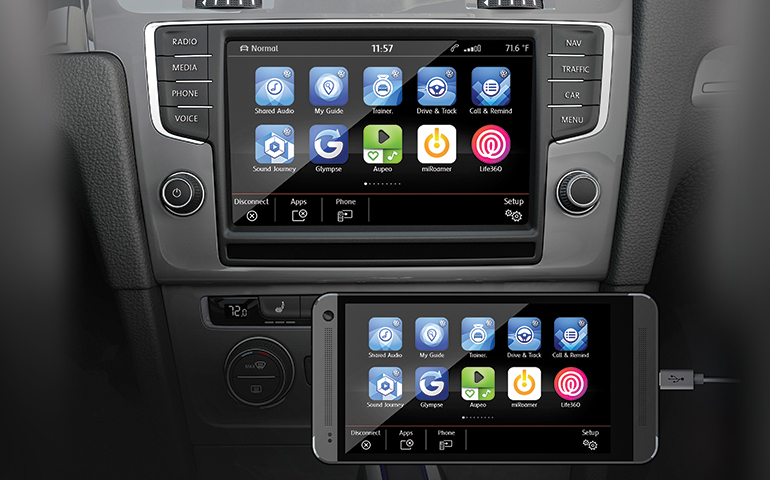 RADIO
MEDIA
PHONE
VOICE
Normal 11:57 71.6 °F
Shared Audio My Guide Trainer. Drive & Track Call & Remind
Sound Journey Glympse Aupeo miRoamer Life360
Disconnect Apps Phone Setup
NAV
TRAFFIC
CAR
MENU
72.0
Shared Audio My Guide Trainer. Drive & Track Call & Remind
Sound Journey Glympse Aupeo miRoamer Life360
Disconnect Apps Phone Setup